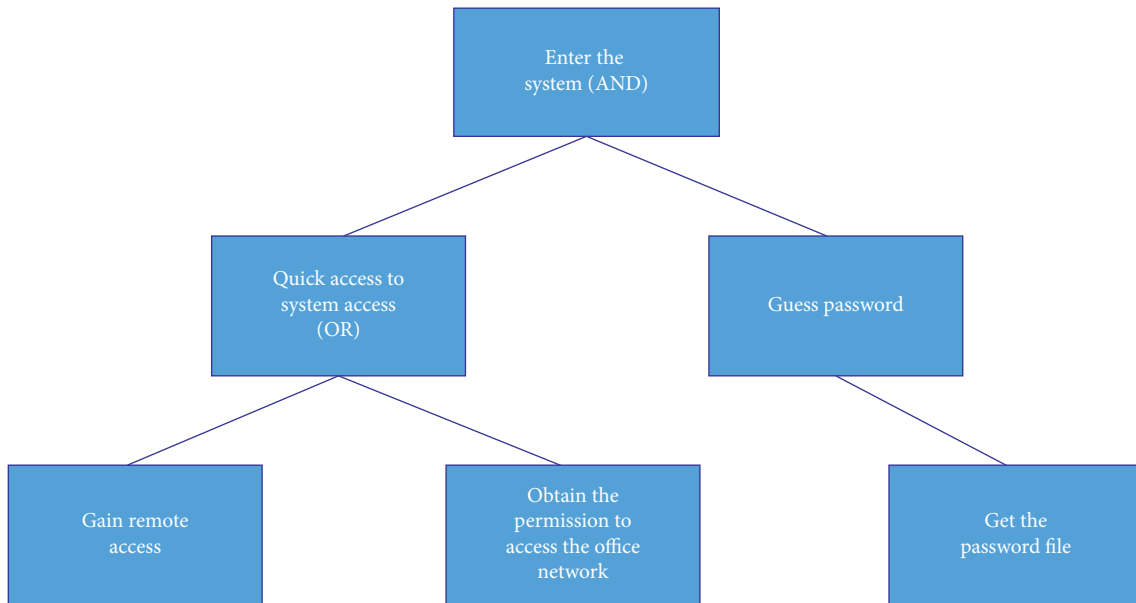 Enter the
system (AND)
Quick access to
system access
(OR)
Guess password
Gain remote
access
Obtain the
permission to
access the office
network
Get the
password file